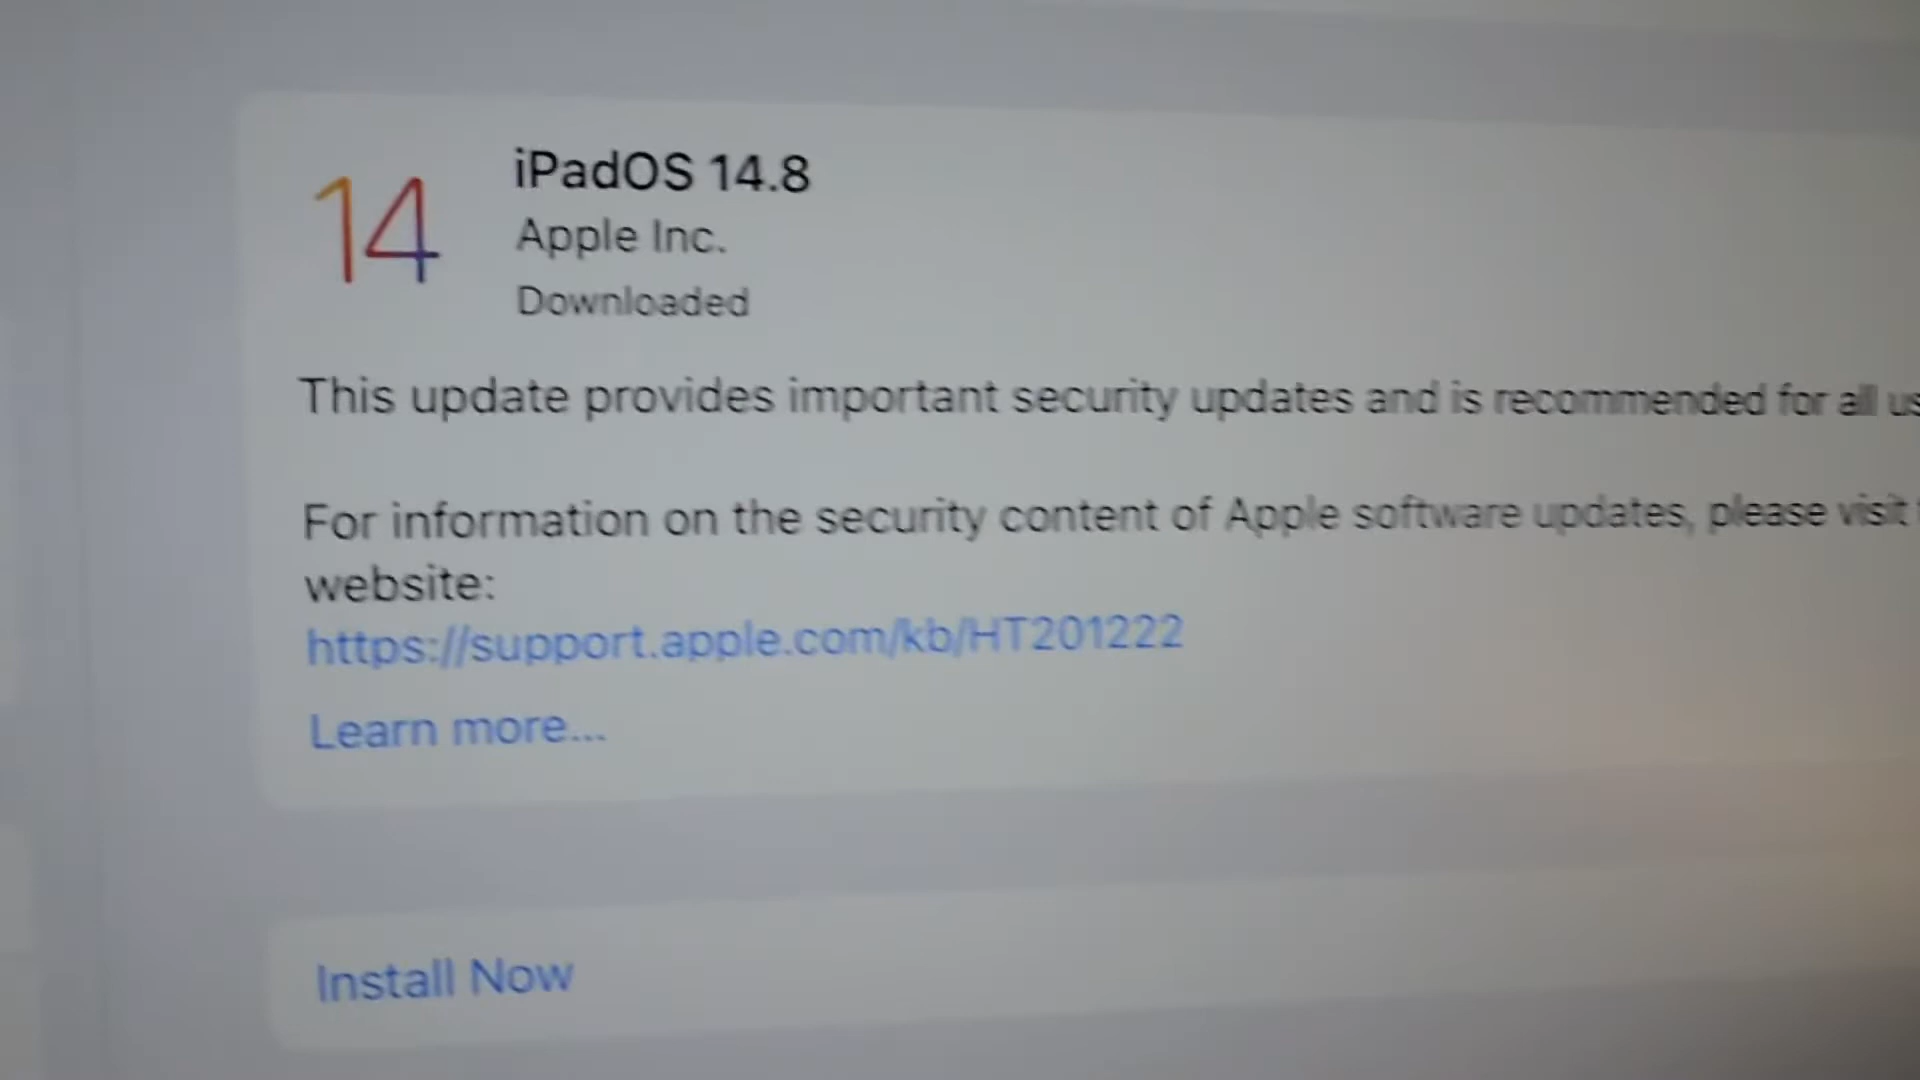 14
iPadOS 14.8
Apple Inc.
Downloaded
This update provides important security updates and is recommended for all
For information on the security content of Apple software updates, please visit
website:
https://support.apple.com/kb/HT201222
Learn more...
Install Now